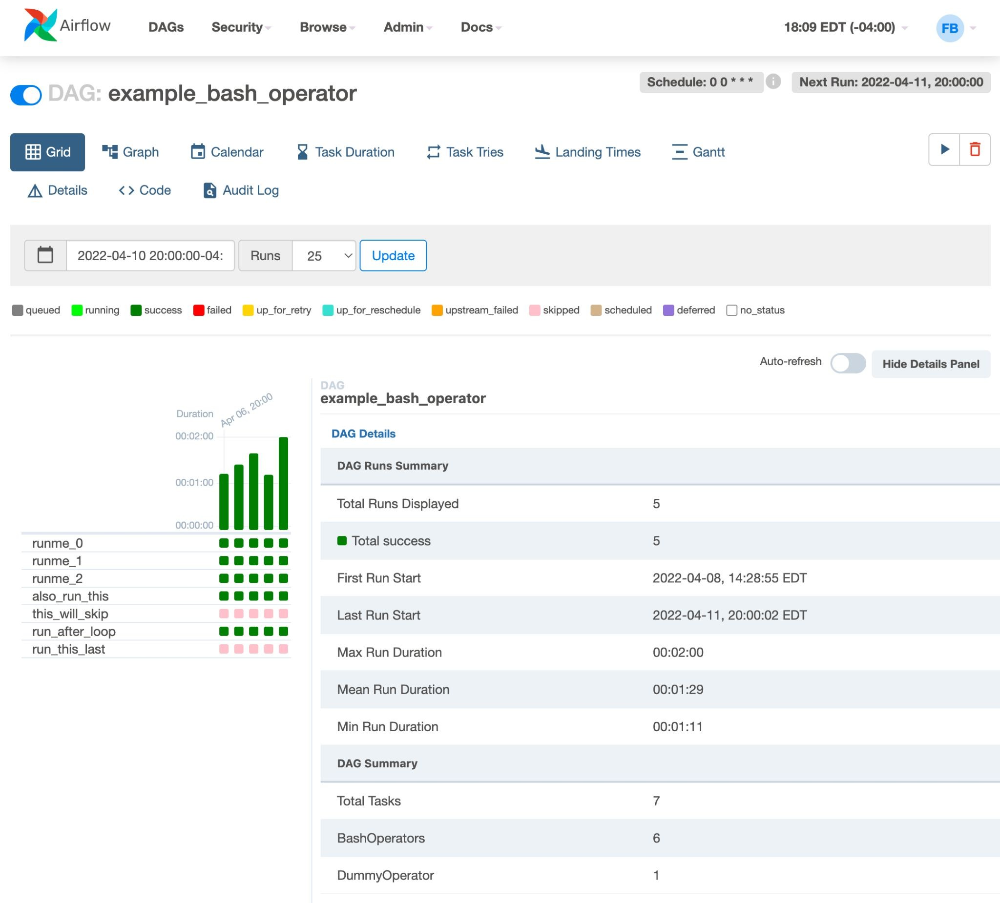 Airflow DAGs Security Browse Admin Docs 18:09 EDT (-04:00) FB
DAG: example_bash_operator Schedule: 0 0 * * * i Next Run: 2022-04-11, 20:00:00
Grid Graph Calendar Task Duration Task Tries Landing Times Gantt
Details Code Audit Log
2022-04-10 20:00:00-04: Runs 25 Update
queued running success failed up_for_retry up_for_reschedule upstream_failed skipped scheduled deferred no_status
Auto-refresh Hide Details Panel
Duration
Apr 06, 20:00
00:02:00
00:01:00
00:00:00
runme_0
runme_1
runme_2
also_run_this
this_will_skip
run_after_loop
run_this_last
DAG
example_bash_operator
DAG Details
DAG Runs Summary
Total Runs Displayed 5
Total success 5
First Run Start 2022-04-08, 14:28:55 EDT
Last Run Start 2022-04-11, 20:00:02 EDT
Max Run Duration 00:02:00
Mean Run Duration 00:01:29
Min Run Duration 00:01:11
DAG Summary
Total Tasks 7
BashOperators 6
DummyOperator 1